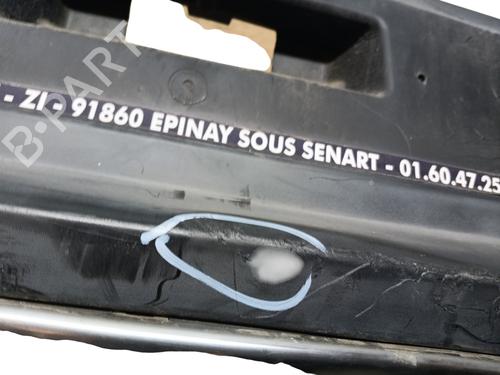 - ZI - 91860 EPINAY SOUS SENART - 01.60.47.25
B-PARTS